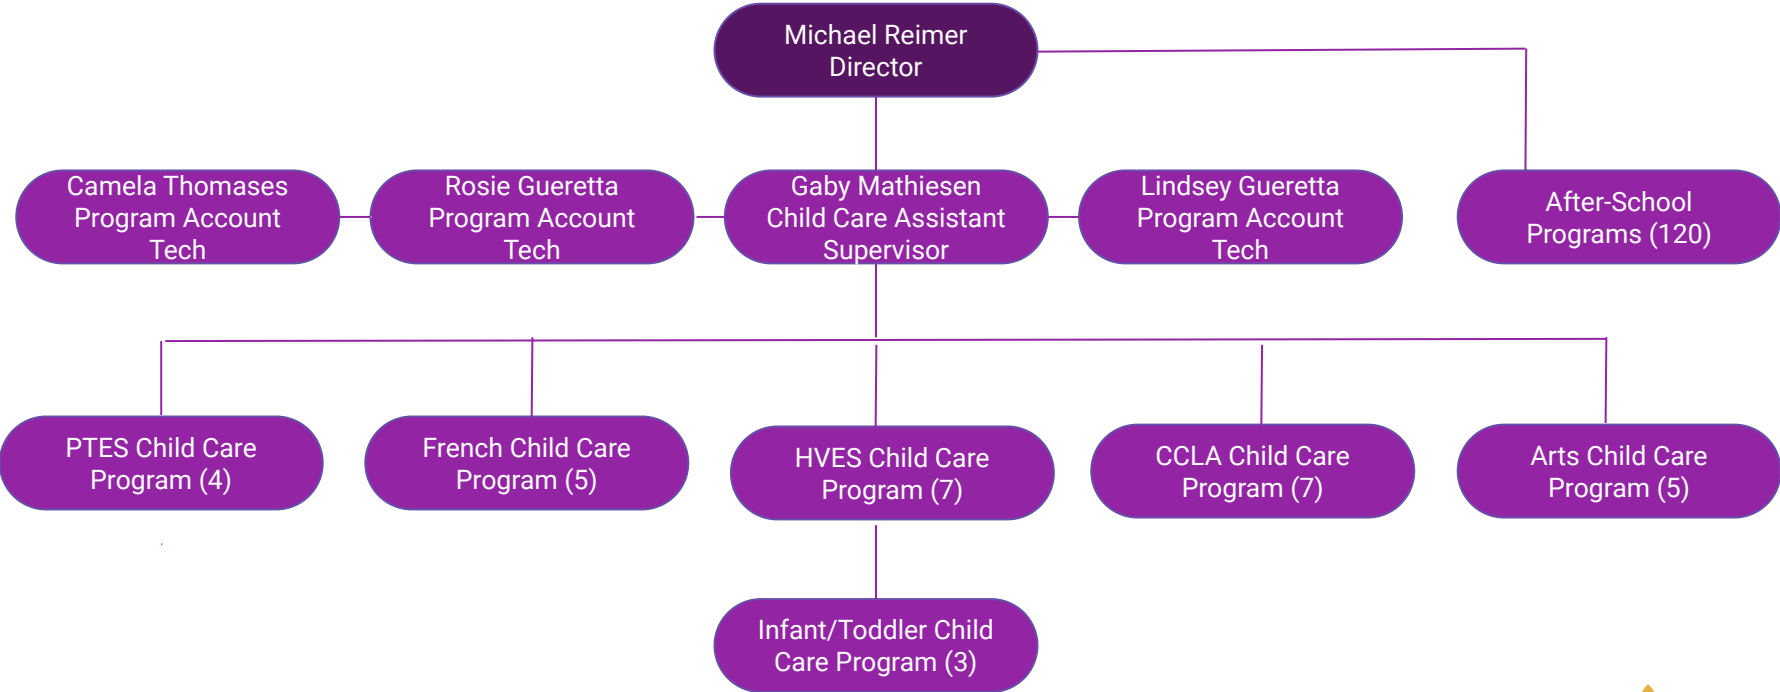 Michael Reimer
Director
Camela Thomases
Program Account
Tech
Rosie Gueretta
Program Account
Tech
Gaby Mathiesen
Child Care Assistant
Supervisor
Lindsey Gueretta
Program Account
Tech
After-School
Programs (120)
PTES Child Care
Program (4)
French Child Care
Program (5)
HVES Child Care
Program (7)
CCLA Child Care
Program (7)
Arts Child Care
Program (5)
Infant/Toddler Child
Care Program (3)